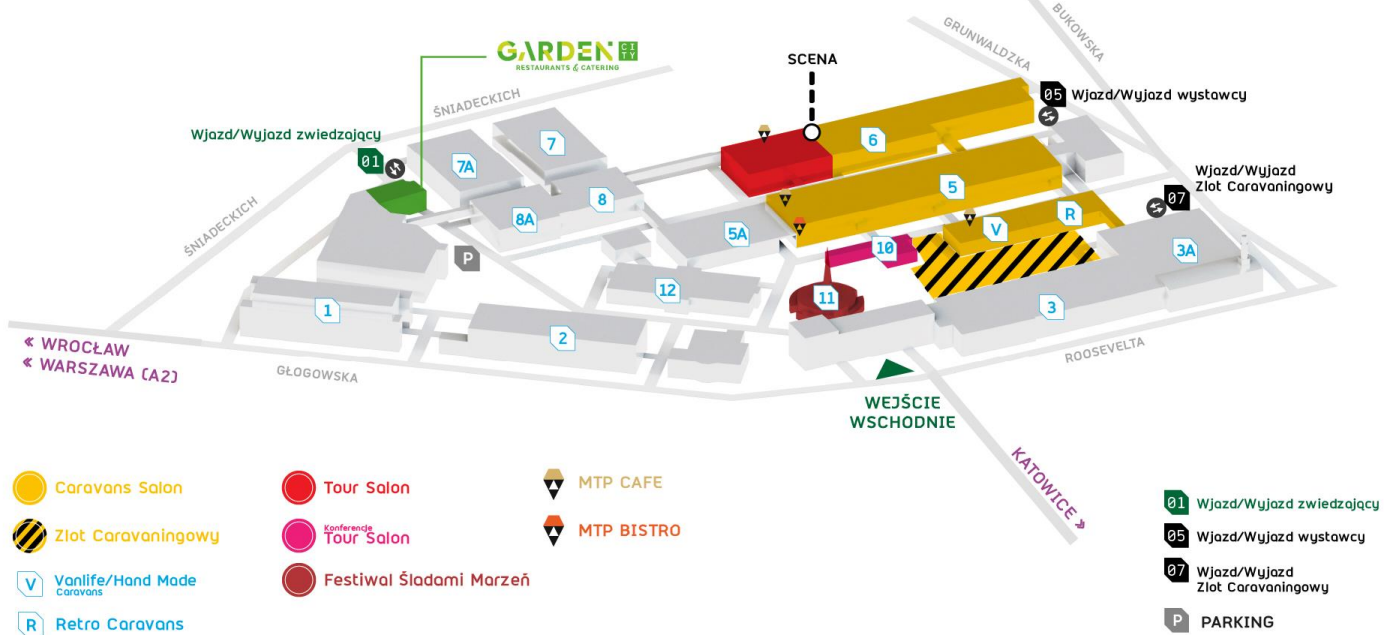 BUKOWSKA
GRUNWALDZKA
GARDEN CITY
RESTAURANTS & CATERING
SCENA
ŚNIADECKICH
05 Wjazd/Wyjazd wystawcy
Wjazd/Wyjazd zwiedzający
01
7
7A
6
Wjazd/Wyjazd
Zlot Caravaningowy
07
5
8
8A
R
V
ŚNIADECKICH
5A
10
3A
P
12
11
1
3
2
« WROCŁAW
« WARSZAWA (A2)
GŁOGOWSKA
ROOSEVELTA
WEJŚCIE
WSCHODNIE
KATOWICE »
Caravans Salon
Zlot Caravaningowy
V Vanlife/Hand Made
Caravans
R Retro Caravans
Tour Salon
Konferencje
Tour Salon
Festiwal Śladami Marzeń
MTP CAFE
MTP BISTRO
01 Wjazd/Wyjazd zwiedzający
05 Wjazd/Wyjazd wystawcy
07 Wjazd/Wyjazd
Zlot Caravaningowy
P PARKING